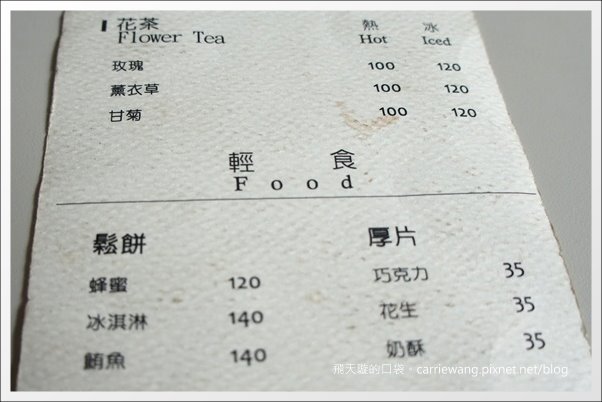 花茶 熱 冰
Flower Tea Hot Iced
玫瑰 100 120
薰衣草 100 120
甘菊 100 120
輕食
Food
鬆餅 厚片
蜂蜜 120 巧克力 35
冰淇淋 140 花生 35
鮪魚 140 奶酥 35
飛天璇的口袋。carriewang.pixnet.net/blog